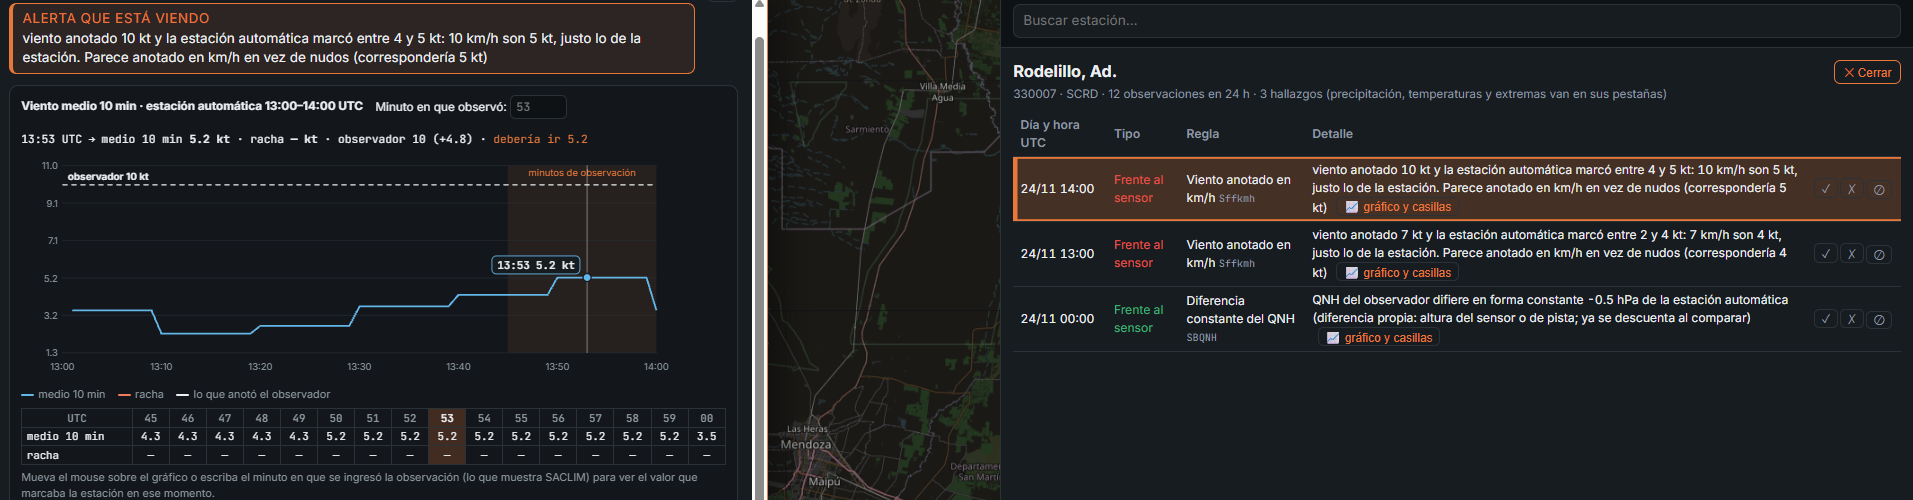 ALERTA QUE ESTÁ VIENDO
viento anotado 10 kt y la estación automática marcó entre 4 y 5 kt: 10 km/h son 5 kt, justo lo de la
estación. Parece anotado en km/h en vez de nudos (correspondería 5 kt)
Viento medio 10 min · estación automática 13:00–14:00 UTC Minuto en que observó: 53
13:53 UTC → medio 10 min 5.2 kt · racha — kt · observador 10 (+4.8) · debería ir 5.2
11.0
observador 10 kt
minutos de observación
9.1
7.1
13:53 5.2 kt
5.2
3.2
1.3
13:00 13:10 13:20 13:30 13:40 13:50 14:00
medio 10 min racha lo que anotó el observador
UTC 45 46 47 48 49 50 51 52 53 54 55 56 57 58 59 00
medio 10 min 4.3 4.3 4.3 4.3 4.3 5.2 5.2 5.2 5.2 5.2 5.2 5.2 5.2 5.2 5.2 3.5
racha — — — — — — — — — — — — — — — —
Mueva el mouse sobre el gráfico o escriba el minuto en que se ingresó la observación (lo que muestra SACLIM) para ver el valor que
marcaba la estación en ese momento.
Villa Media
Agua
Sarmiento
Las Heras
Mendoza
Maipú
Departame
San Martí
Buscar estación...
Rodelillo, Ad.
✕ Cerrar
330007 · SCRD · 12 observaciones en 24 h · 3 hallazgos (precipitación, temperaturas y extremas van en sus pestañas)
Día y hora
UTC
Tipo
Regla
Detalle
24/11 14:00
Frente al
sensor
Viento anotado en
km/h Sffkmh
viento anotado 10 kt y la estación automática marcó entre 4 y 5 kt: 10 km/h son 5 kt,
justo lo de la estación. Parece anotado en km/h en vez de nudos (correspondería 5
kt) gráfico y casillas
24/11 13:00
Frente al
sensor
Viento anotado en
km/h Sffkmh
viento anotado 7 kt y la estación automática marcó entre 2 y 4 kt: 7 km/h son 4 kt,
justo lo de la estación. Parece anotado en km/h en vez de nudos (correspondería 4
kt) gráfico y casillas
24/11 00:00
Frente al
sensor
Diferencia
constante del QNH
SBQNH
QNH del observador difiere en forma constante -0.5 hPa de la estación automática
(diferencia propia: altura del sensor o de pista; ya se descuenta al comparar)
gráfico y casillas